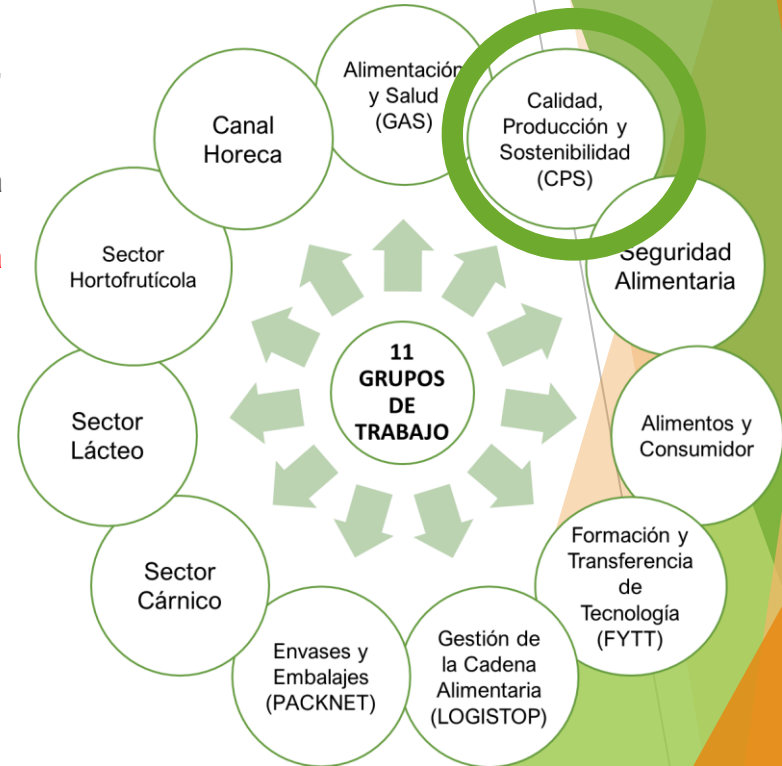 Alimentación
y Salud
(GAS)
Calidad,
Producción y
Sostenibilidad
(CPS)
Seguridad
Alimentaria
Alimentos y
Consumidor
Formación y
Transferencia
de
Tecnología
(FYTT)
Gestión de
la Cadena
Alimentaria
(LOGISTOP)
Envases y
Embalajes
(PACKNET)
Sector
Cárnico
Sector
Lácteo
Sector
Hortofrutícola
Canal
Horeca
11
GRUPOS
DE
TRABAJO